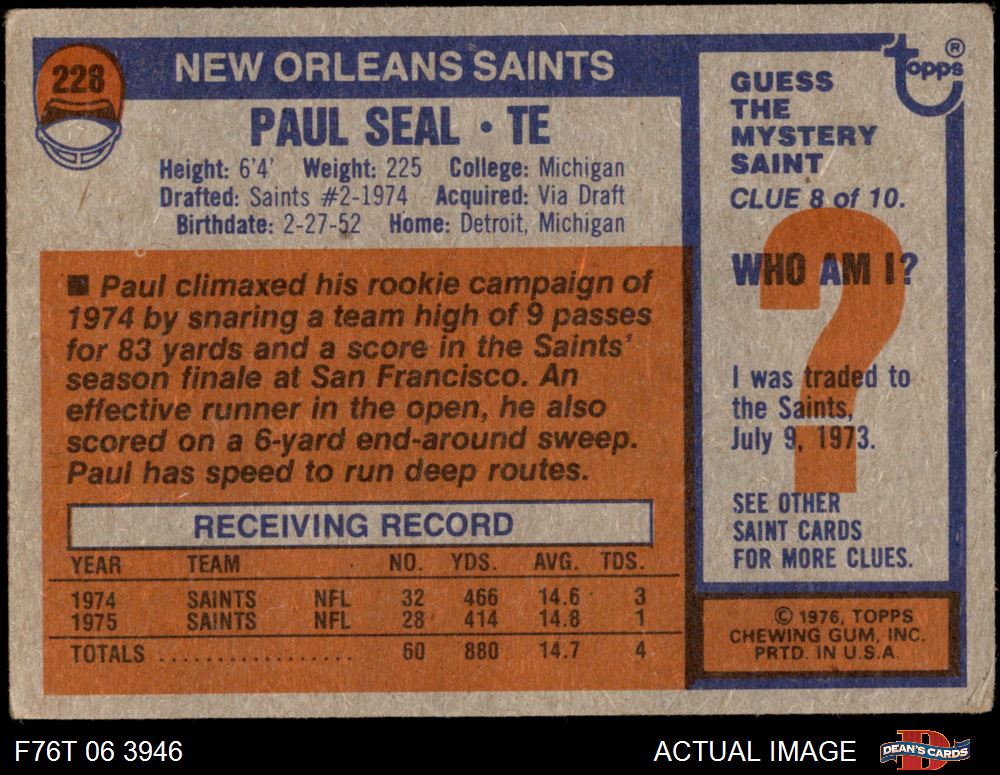 228
NEW ORLEANS SAINTS
PAUL SEAL • TE
Height: 6'4' Weight: 225 College: Michigan
Drafted: Saints #2-1974 Acquired: Via Draft
Birthdate: 2-27-52 Home: Detroit, Michigan
■ Paul climaxed his rookie campaign of
1974 by snaring a team high of 9 passes
for 83 yards and a score in the Saints'
season finale at San Francisco. An
effective runner in the open, he also
scored on a 6-yard end-around sweep.
Paul has speed to run deep routes.
RECEIVING RECORD
YEAR TEAM NO. YDS. AVG. TDS.
1974 SAINTS NFL 32 466 14.6 3
1975 SAINTS NFL 28 414 14.8 1
TOTALS .................. 60 880 14.7 4
topps®
GUESS
THE
MYSTERY
SAINT
CLUE 8 of 10.
?
WHO AM I?
I was traded to
the Saints,
July 9, 1973.
SEE OTHER
SAINT CARDS
FOR MORE CLUES.
© 1976, TOPPS
CHEWING GUM, INC.
PRTD. IN U.S.A.
F76T 06 3946
ACTUAL IMAGE
DEAN'S CARDS